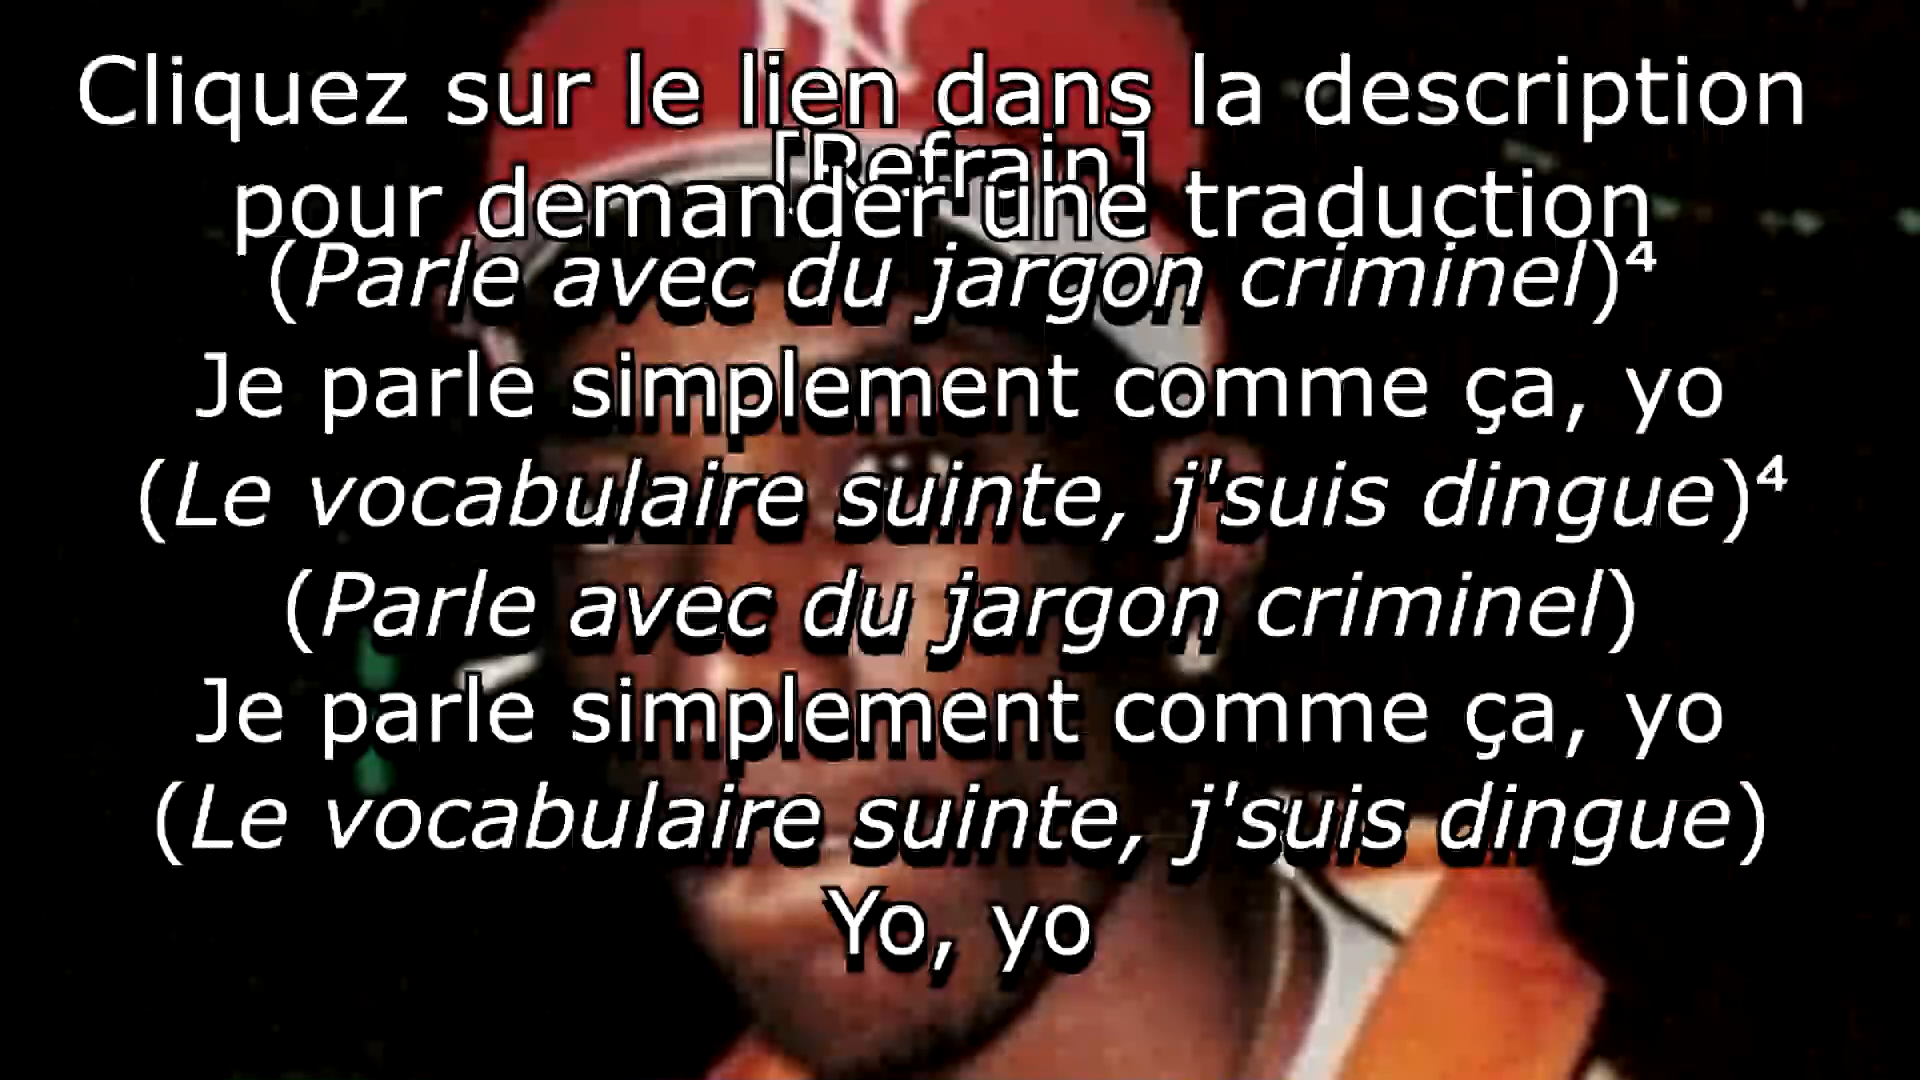 NY
Cliquez sur le lien dans la description
[Refrain]
pour demander une traduction
(Parle avec du jargon criminel)⁴
Je parle simplement comme ça, yo
(Le vocabulaire suinte, j'suis dingue)⁴
(Parle avec du jargon criminel)
Je parle simplement comme ça, yo
(Le vocabulaire suinte, j'suis dingue)
Yo, yo